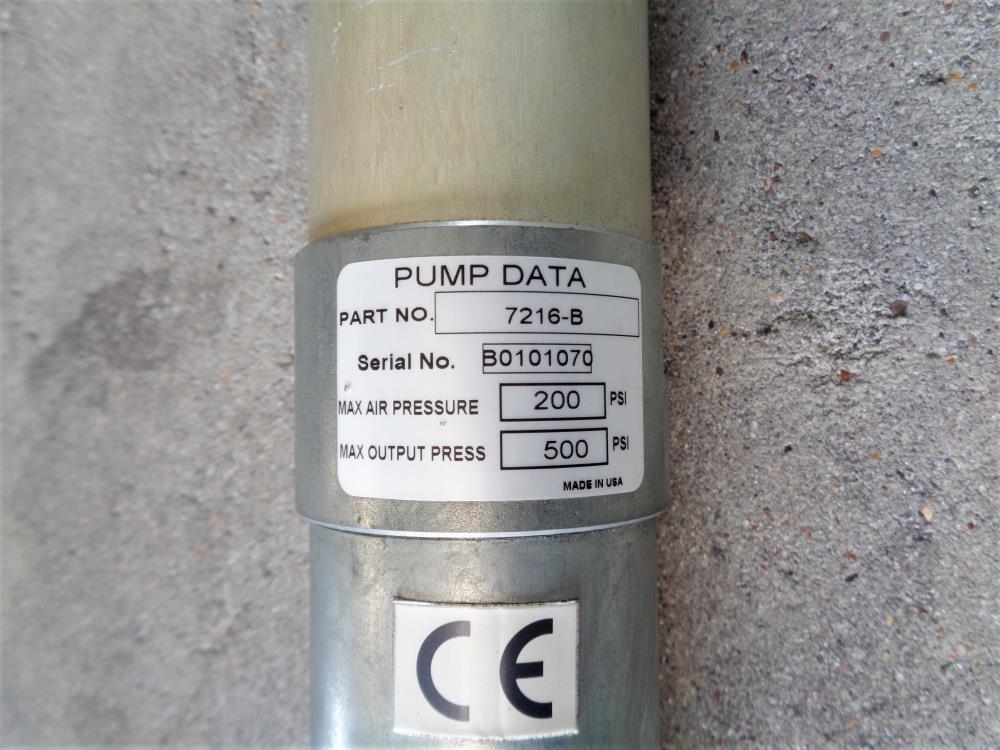 PUMP DATA
PART NO. 7216-B
Serial No. B0101070
MAX AIR PRESSURE 200 PSI
MAX OUTPUT PRESS 500 PSI
MADE IN USA
CE